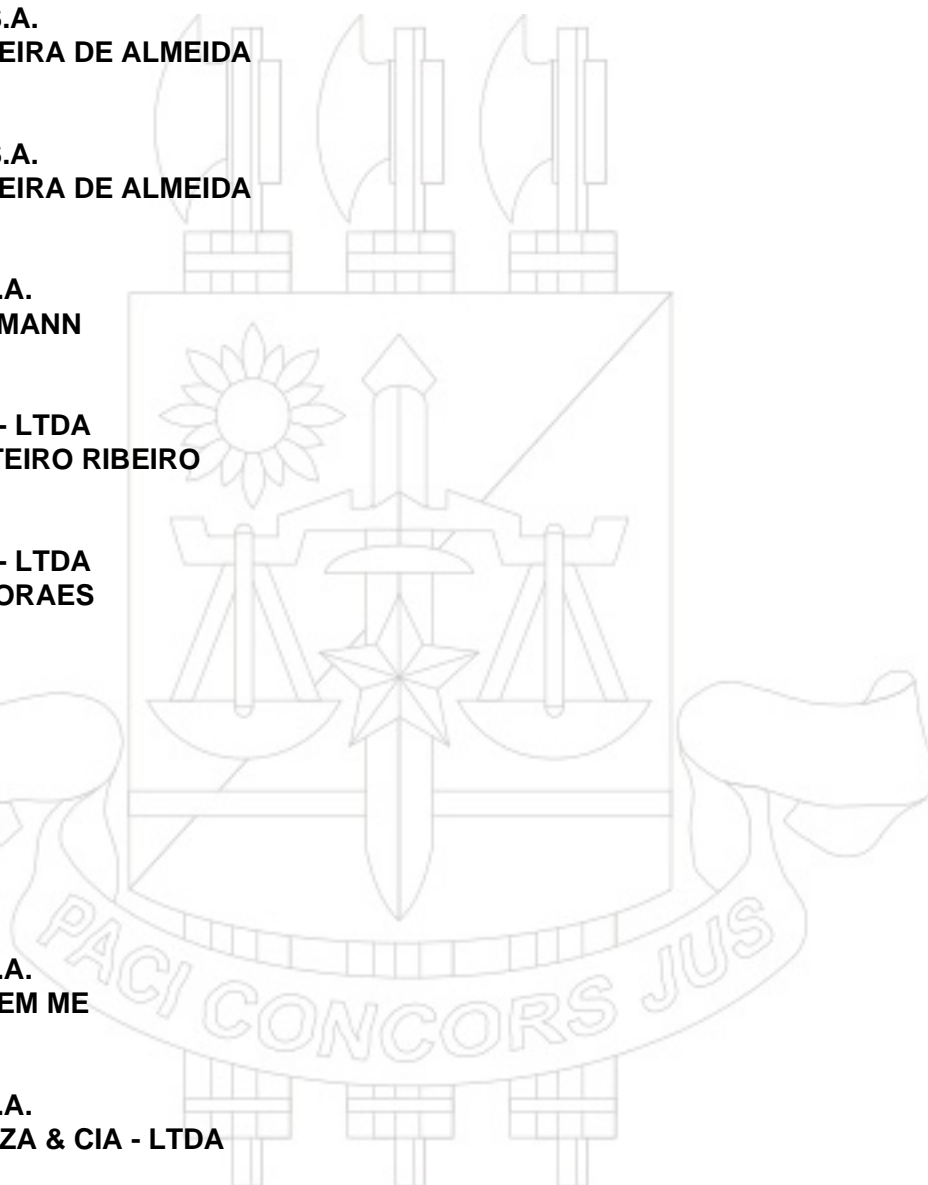 S.A.
EIRA DE ALMEIDA
S.A.
EIRA DE ALMEIDA
.A.
MANN
- LTDA
TEIRO RIBEIRO
- LTDA
ORAES
PACI CONCORS JUS
.A.
EM ME
.A.
ZA & CIA - LTDA